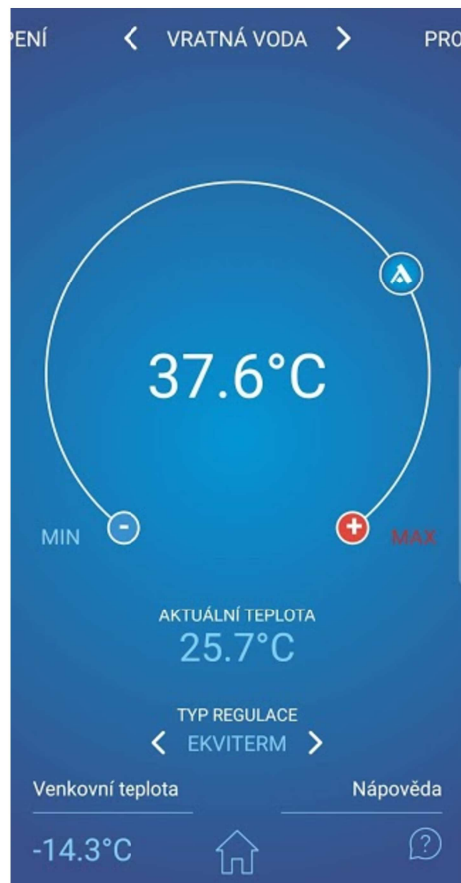 PENÍ
VRATNÁ VODA
PRO
37.6°C
MIN
-
+
MAX
AKTUÁLNÍ TEPLOTA
25.7°C
TYP REGULACE
EKVITERM
Venkovní teplota
Nápověda
-14.3°C
?